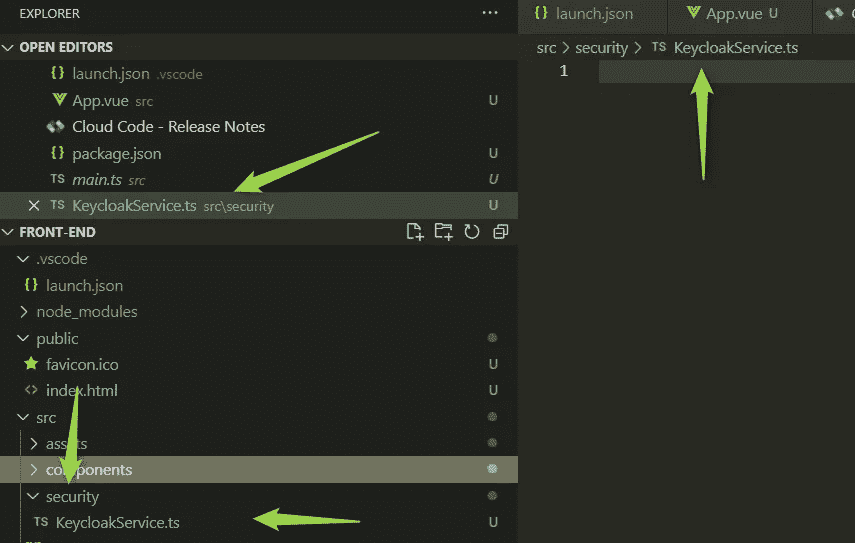 EXPLORER ...
OPEN EDITORS
{} launch.json .vscode
App.vue src U
Cloud Code - Release Notes
{} package.json U
TS main.ts src U
TS KeycloakService.ts src\security U
FRONT-END
.vscode
{} launch.json
node_modules
public
favicon.ico U
<> index.html U
src
assets
components
security
TS KeycloakService.ts U
{} launch.json App.vue U
src > security > TS KeycloakService.ts
1